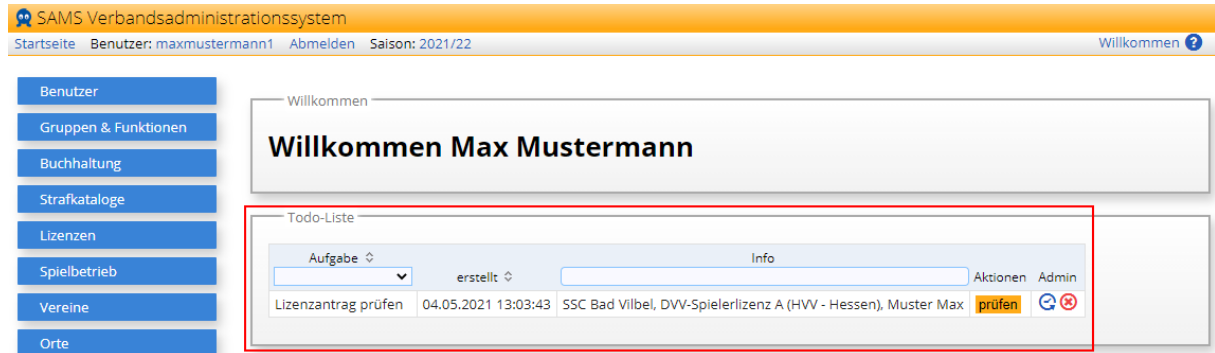 SAMS Verbandsadministrationssystem
Startseite Benutzer: maxmustermann1 Abmelden Saison: 2021/22 Willkommen ?
Benutzer
Gruppen & Funktionen
Buchhaltung
Strafkataloge
Lizenzen
Spielbetrieb
Vereine
Orte
Willkommen
Willkommen Max Mustermann
Todo-Liste
Aufgabe erstellt Info Aktionen Admin
Lizenzantrag prüfen 04.05.2021 13:03:43 SSC Bad Vilbel, DVV-Spielerlizenz A (HVV - Hessen), Muster Max prüfen